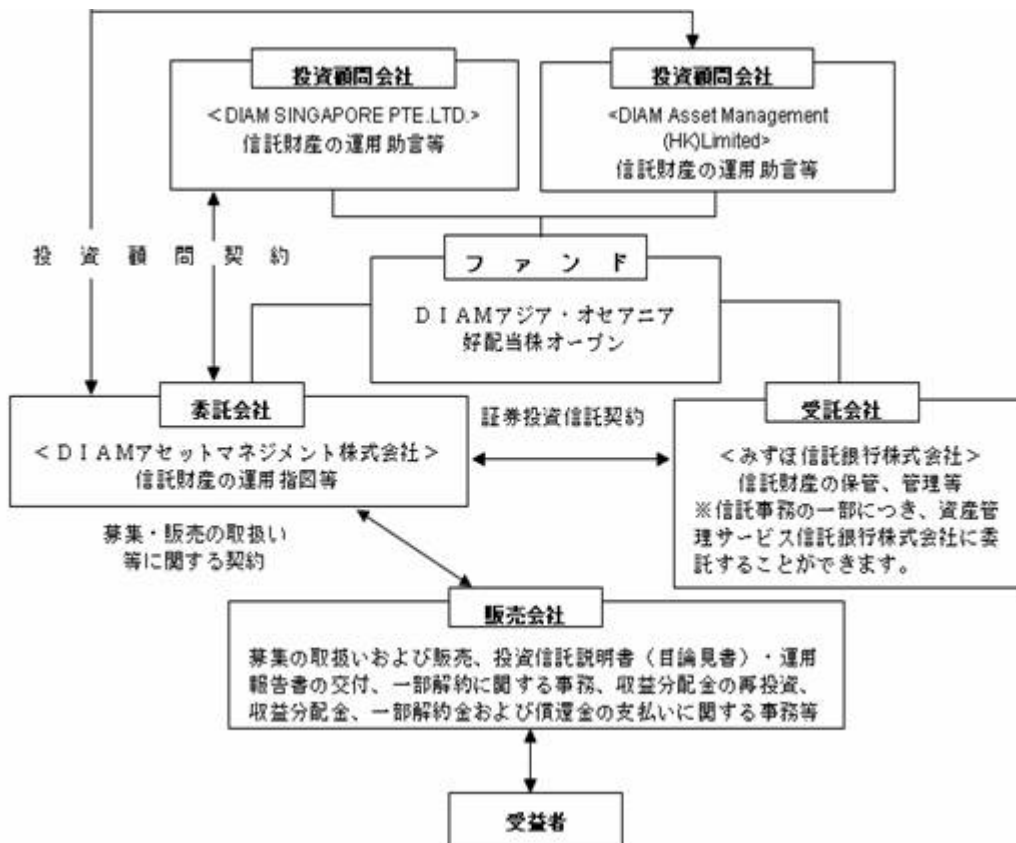 投資顧問会社
<DIAM SINGAPORE PTE.LTD.>
信託財産の運用助言等
投資顧問会社
<DIAM Asset Management
(HK)Limited>
信託財産の運用助言等
投資顧問契約
ファンド
DIAMアジア・オセアニア
好配当株オープン
委託会社
<DIAMアセットマネジメント株式会社>
信託財産の運用指図等
証券投資信託契約
受託会社
<みずほ信託銀行株式会社>
信託財産の保管、管理等
※信託事務の一部につき、資産管
理サービス信託銀行株式会社に委
託することができます。
募集・販売の取扱い
等に関する契約
販売会社
募集の取扱いおよび販売、投資信託説明書(目論見書)・運用
報告書の交付、一部解約に関する事務、収益分配金の再投資、
収益分配金、一部解約金および償還金の支払いに関する事務等
受益者